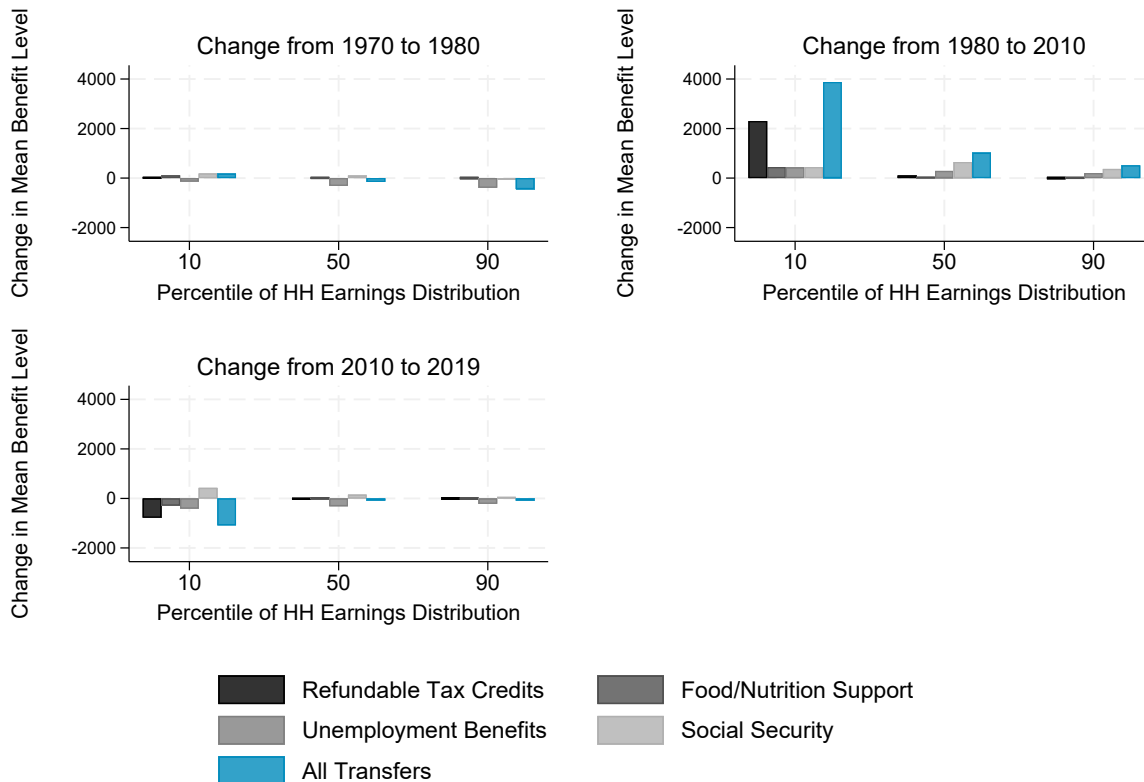 Change from 1970 to 1980
Change in Mean Benefit Level
4000
2000
0
-2000
10 50 90
Percentile of HH Earnings Distribution
Change from 1980 to 2010
Change in Mean Benefit Level
4000
2000
0
-2000
10 50 90
Percentile of HH Earnings Distribution
Change from 2010 to 2019
Change in Mean Benefit Level
4000
2000
0
-2000
10 50 90
Percentile of HH Earnings Distribution
Refundable Tax Credits Food/Nutrition Support
Unemployment Benefits Social Security
All Transfers